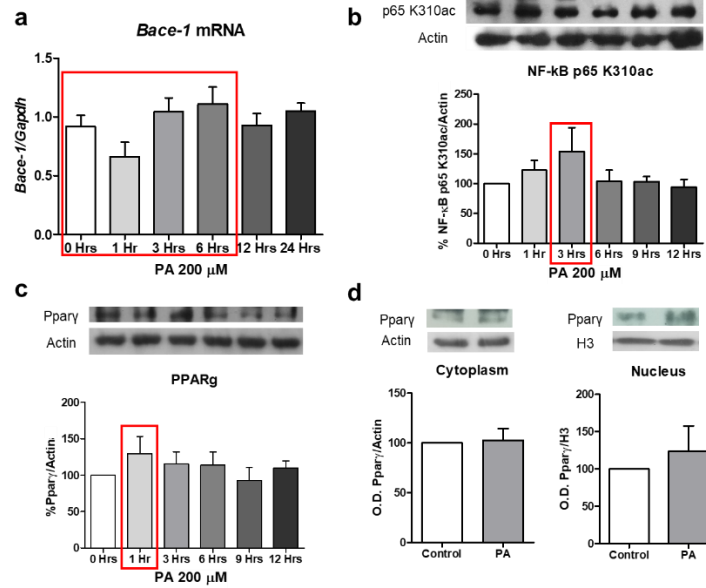 a
Bace-1 mRNA
Bace-1/Gapdh
1.5
1.0
0.5
0.0
0 Hrs 1 Hr 3 Hrs 6 Hrs 12 Hrs 24 Hrs
PA 200 µM
b
p65 K310ac
Actin
NF-kB p65 K310ac
% NF-κB p65 K310ac/Actin
250
200
150
100
50
0
0 Hrs 1 Hr 3 Hrs 6 Hrs 9 Hrs 12 Hrs
PA 200 µM
c
Pparγ
Actin
PPARg
%Pparγ/Actin
200
150
100
50
0
0 Hrs 1 Hr 3 Hrs 6 Hrs 9 Hrs 12 Hrs
PA 200 µM
d
Pparγ
Actin
Cytoplasm
O.D. Pparγ/Actin
200
150
100
50
0
Control PA
Pparγ
H3
Nucleus
O.D. Pparγ/H3
200
150
100
50
0
Control PA